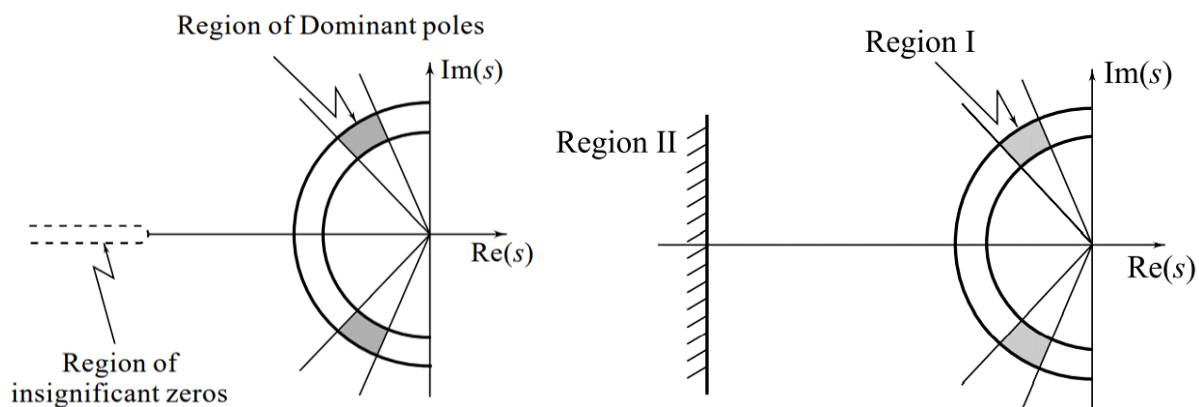 Region of Dominant poles
Im(s)
Re(s)
Region of
insignificant zeros
Region I
Im(s)
Region II
Re(s)